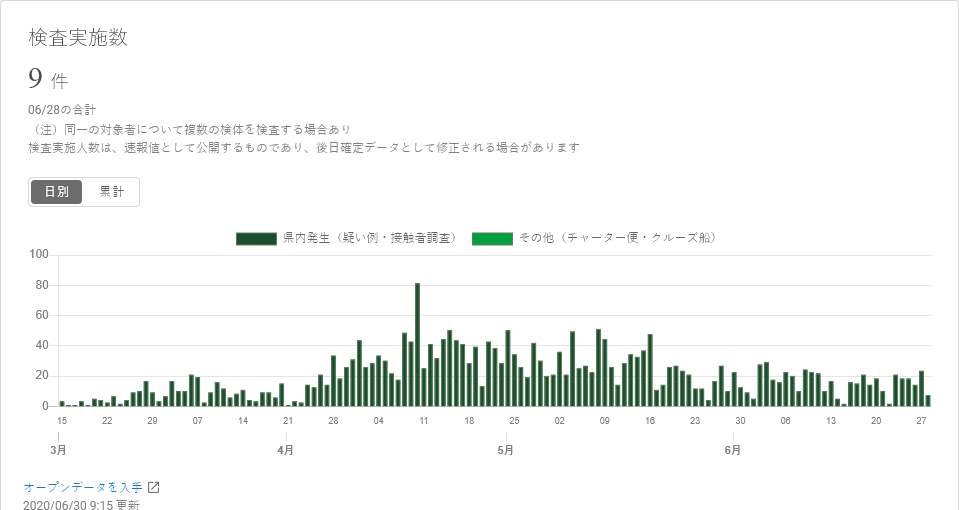 検査実施数
9 件
06/28の合計
（注）同一の対象者について複数の検体を検査する場合あり
検査実施人数は、速報値として公開するものであり、後日確定データとして修正される場合があります
日別 累計
県内発生（疑い例・接触者調査） その他（チャーター便・クルーズ船）
100
80
60
40
20
0
15 22 29 07 14 21 28 04 11 18 25 02 09 16 23 30 06 13 20 27
3月 4月 5月 6月
オープンデータを入手
2020/06/30 9:15 更新